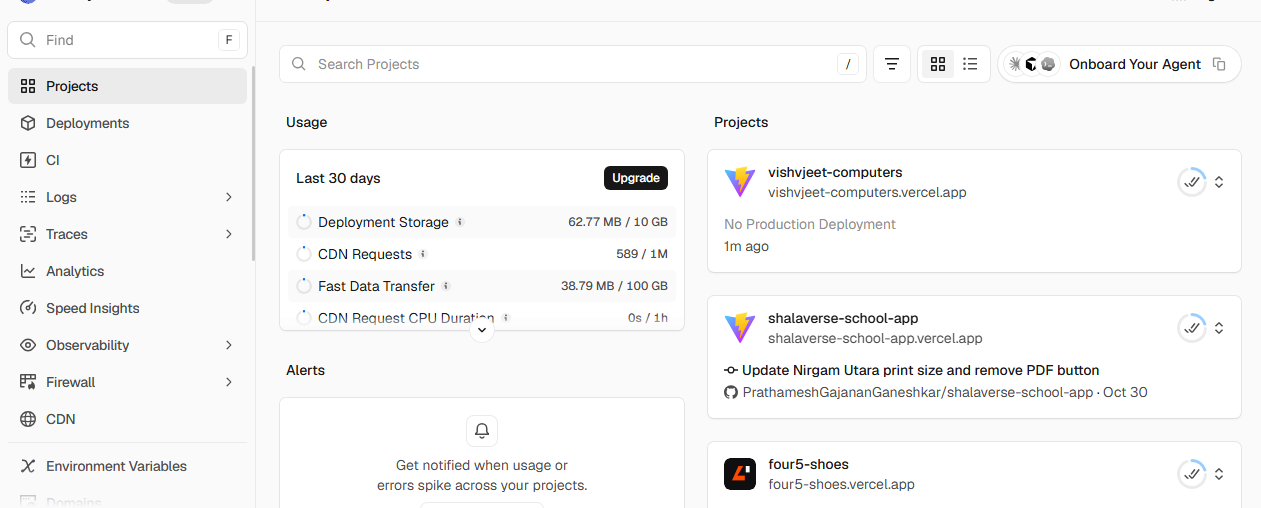 Find
F
Projects
Deployments
CI
Logs
Traces
Analytics
Speed Insights
Observability
Firewall
CDN
Environment Variables
Domains
Search Projects
/
Onboard Your Agent
Usage
Last 30 days
Upgrade
Deployment Storage
62.77 MB / 10 GB
CDN Requests
589 / 1M
Fast Data Transfer
38.79 MB / 100 GB
CDN Request CPU Duration
0s / 1h
Alerts
Get notified when usage or
errors spike across your projects.
Projects
vishvjeet-computers
vishvjeet-computers.vercel.app
No Production Deployment
1m ago
shalaverse-school-app
shalaverse-school-app.vercel.app
Update Nirgam Utara print size and remove PDF button
PrathameshGajananGaneshkar/shalaverse-school-app · Oct 30
four5-shoes
four5-shoes.vercel.app